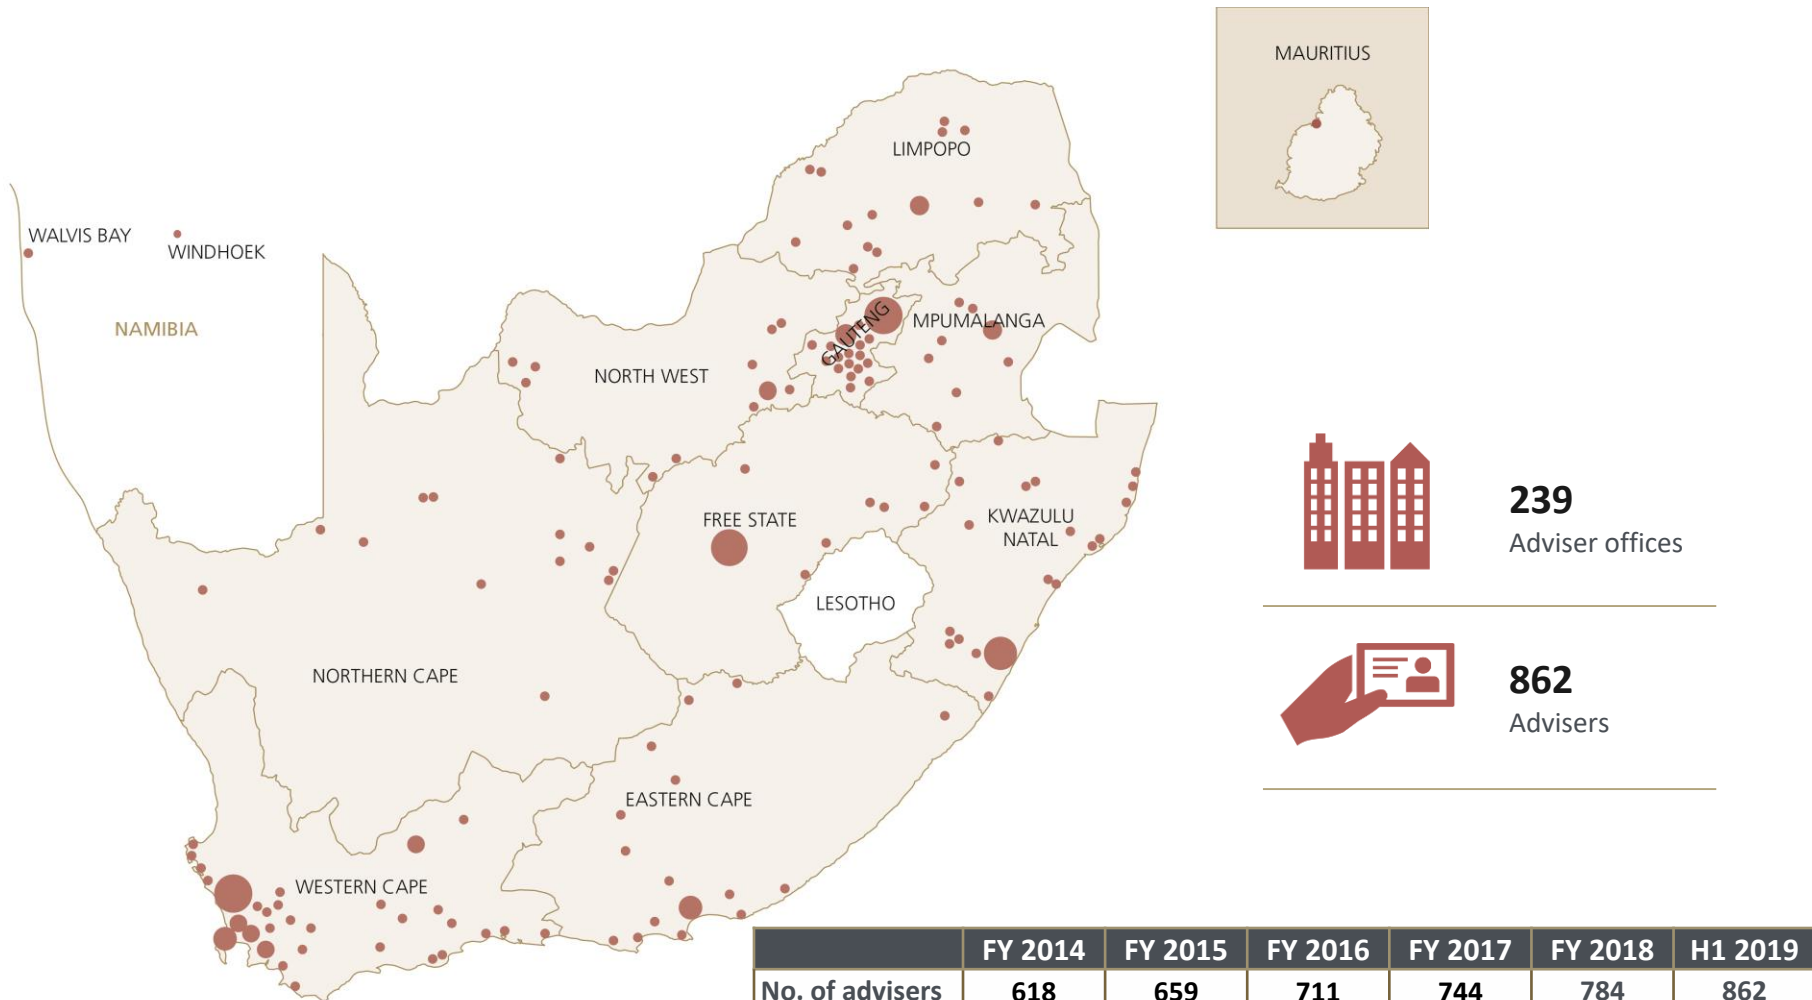 MAURITIUS
LIMPOPO
WALVIS BAY
WINDHOEK
NAMIBIA
GAUTENG
MPUMALANGA
NORTH WEST
FREE STATE
KWAZULU
NATAL
LESOTHO
NORTHERN CAPE
EASTERN CAPE
WESTERN CAPE
239
Adviser offices
862
Advisers
FY 2014 FY 2015 FY 2016 FY 2017 FY 2018 H1 2019
No. of advisers 618 659 711 744 784 862